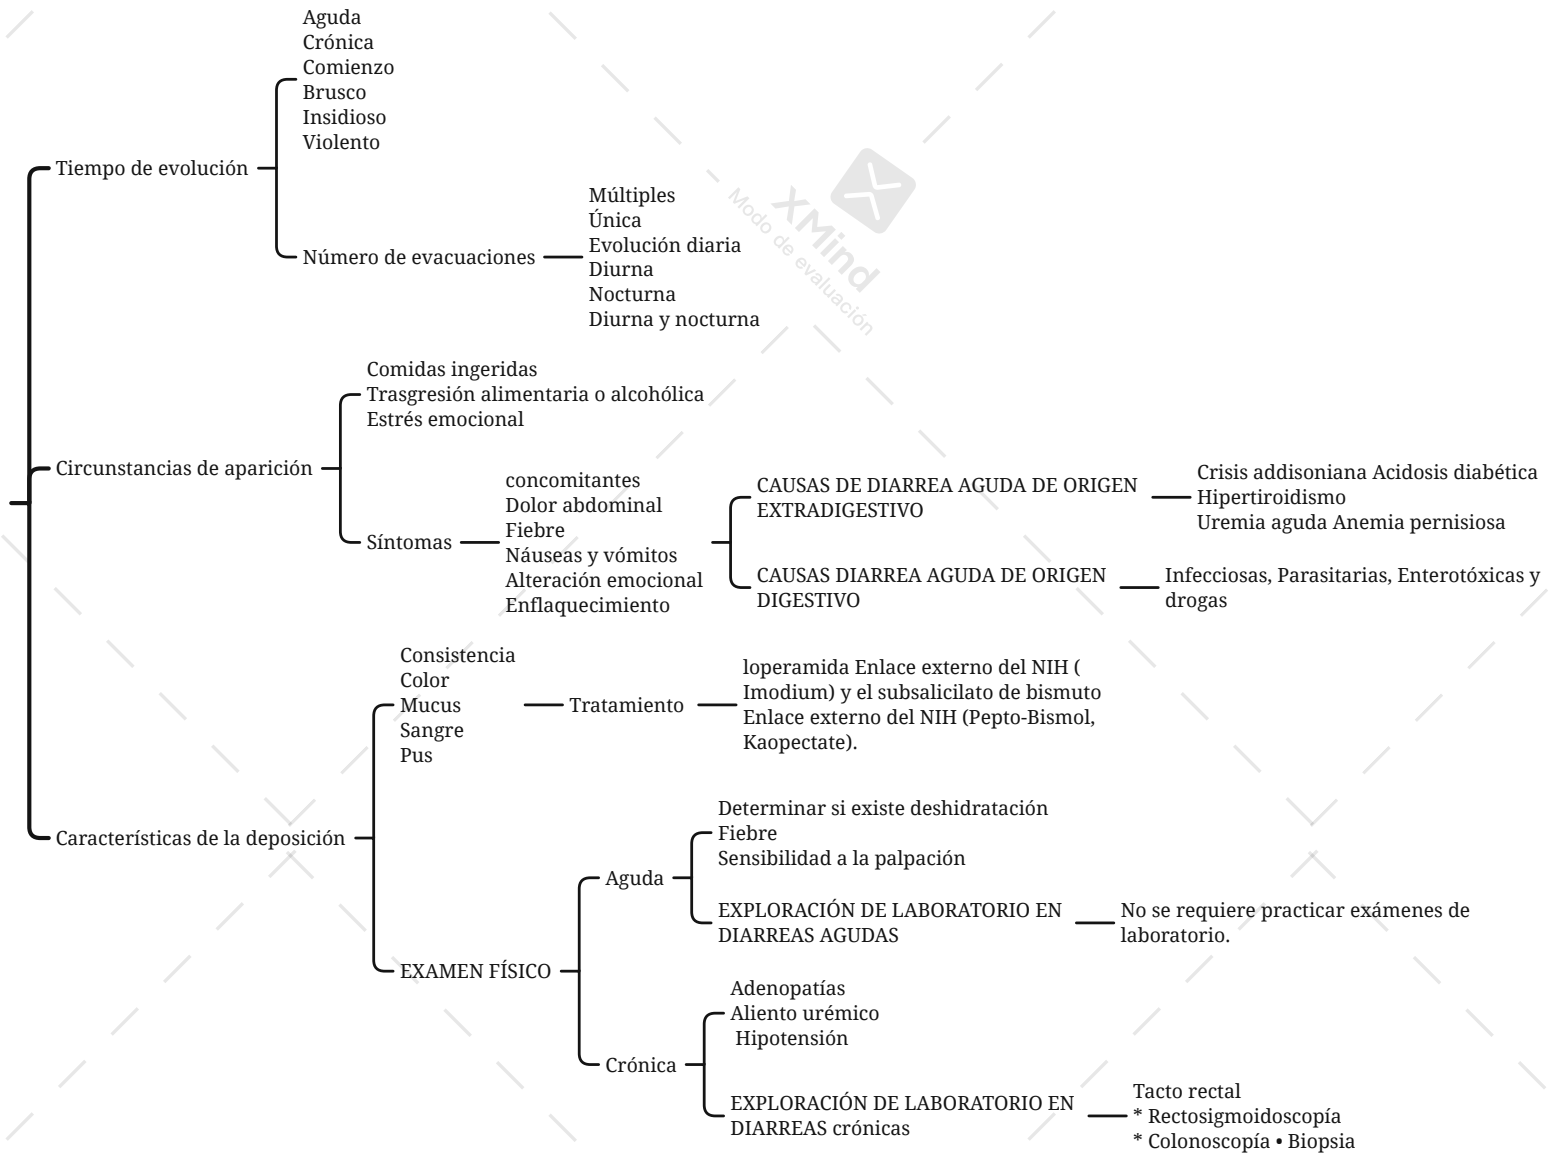 Aguda
Crónica
Comienzo
Brusco
Insidioso
Violento
Tiempo de evolución
Número de evacuaciones
Múltiples
Única
Evolución diaria
Diurna
Nocturna
Diurna y nocturna
XMind
Modo de evaluación
Circunstancias de aparición
Comidas ingeridas
Trasgresión alimentaria o alcohólica
Estrés emocional
Síntomas
concomitantes
Dolor abdominal
Fiebre
Náuseas y vómitos
Alteración emocional
Enflaquecimiento
CAUSAS DE DIARREA AGUDA DE ORIGEN
EXTRADIGESTIVO
Crisis addisoniana Acidosis diabética
Hipertiroidismo
Uremia aguda Anemia pernisiosa
CAUSAS DIARREA AGUDA DE ORIGEN
DIGESTIVO
Infecciosas, Parasitarias, Enterotóxicas y
drogas
Características de la deposición
Consistencia
Color
Mucus
Sangre
Pus
Tratamiento
loperamida Enlace externo del NIH (
Imodium) y el subsalicilato de bismuto
Enlace externo del NIH (Pepto-Bismol,
Kaopectate).
EXAMEN FÍSICO
Aguda
Determinar si existe deshidratación
Fiebre
Sensibilidad a la palpación
EXPLORACIÓN DE LABORATORIO EN
DIARREAS AGUDAS
No se requiere practicar exámenes de
laboratorio.
Crónica
Adenopatías
Aliento urémico
Hipotensión
EXPLORACIÓN DE LABORATORIO EN
DIARREAS crónicas
Tacto rectal
* Rectosigmoidoscopía
* Colonoscopía • Biopsia